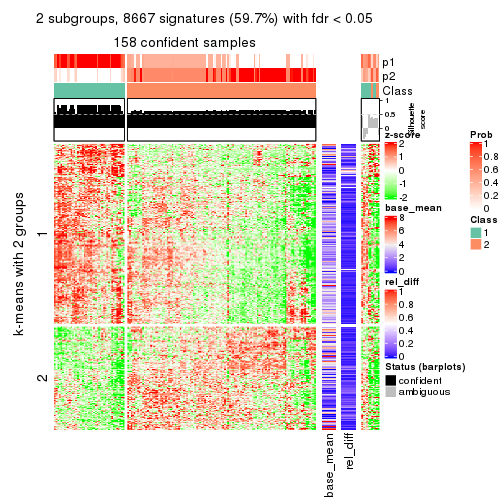 2 subgroups, 8667 signatures (59.7%) with fdr < 0.05
158 confident samples
p1
p2
Class
1
0.5
0
Silhouette
score
k-means with 2 groups
1
2
base_mean
rel_diff
z-score
2
1
0
-1
-2
base_mean
8
6
4
2
0
rel_diff
1
0.8
0.6
0.4
0.2
0
Status (barplots)
confident
ambiguous
Prob
1
0.8
0.6
0.4
0.2
0
Class
1
2